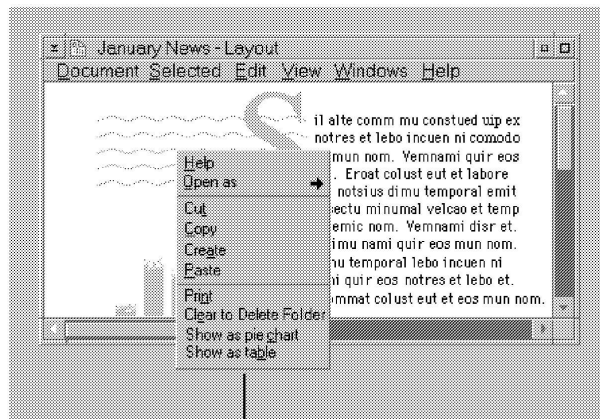 January News - Layout
Document Selected Edit View Windows Help
S
il alte comm mu constued uip ex
notres et lebo incuen ni comodo
mun nom. Vemnami quir eos
. Eroat colust eut et labore
notsius dimu temporal emit
sectu minumal velcao et temp
emic nom. Vemnami disr et.
imu nami quir eos mun nom.
nu temporal lebo incuen ni
ni quir eos notres et lebo et.
ommat colust eut et eos mun nom.
Help
Open as
Cut
Copy
Create
Paste
Print
Clear to Delete Folder
Show as pie chart
Show as table